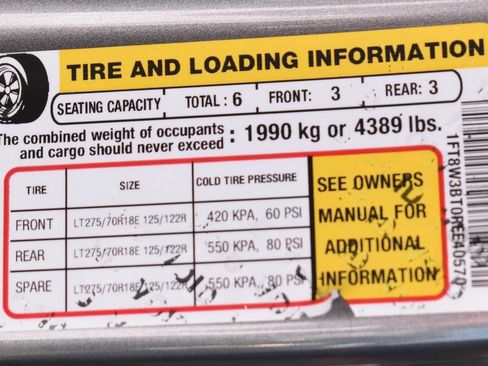 TIRE AND LOADING INFORMATION
SEATING CAPACITY TOTAL : 6 FRONT: 3 REAR: 3
The combined weight of occupants
and cargo should never exceed : 1990 kg or 4389 lbs.
TIRE SIZE COLD TIRE PRESSURE
FRONT LT275/70R18E 125/122R 420 KPA, 60 PSI
REAR LT275/70R18E 125/122R 550 KPA, 80 PSI
SPARE LT275/70R18E 125/122R 550 KPA, 80 PSI
SEE OWNERS
MANUAL FOR
ADDITIONAL
INFORMATION